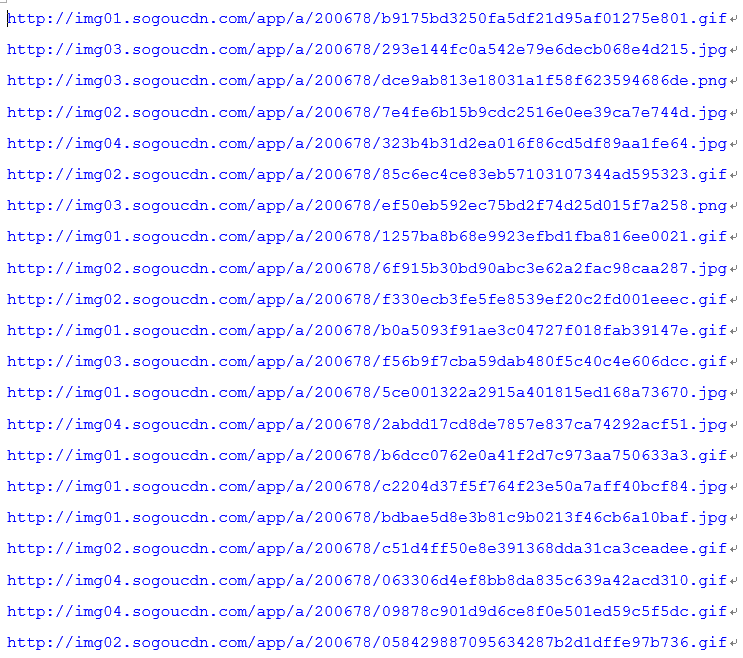 http://img01.sogoucdn.com/app/a/200678/b9175bd3250fa5df21d95af01275e801.gif
http://img03.sogoucdn.com/app/a/200678/293e144fc0a542e79e6decb068e4d215.jpg
http://img03.sogoucdn.com/app/a/200678/dce9ab813e18031a1f58f623594686de.png
http://img02.sogoucdn.com/app/a/200678/7e4fe6b15b9cdc2516e0ee39ca7e744d.jpg
http://img04.sogoucdn.com/app/a/200678/323b4b31d2ea016f86cd5df89aa1fe64.jpg
http://img02.sogoucdn.com/app/a/200678/85c6ec4ce83eb57103107344ad595323.gif
http://img03.sogoucdn.com/app/a/200678/ef50eb592ec75bd2f74d25d015f7a258.png
http://img01.sogoucdn.com/app/a/200678/1257ba8b68e9923efbd1fba816ee0021.gif
http://img02.sogoucdn.com/app/a/200678/6f915b30bd90abc3e62a2fac98caa287.jpg
http://img02.sogoucdn.com/app/a/200678/f330ecb3fe5fe8539ef20c2fd001eeec.gif
http://img01.sogoucdn.com/app/a/200678/b0a5093f91ae3c04727f018fab39147e.gif
http://img03.sogoucdn.com/app/a/200678/f56b9f7cba59dab480f5c40c4e606dcc.gif
http://img01.sogoucdn.com/app/a/200678/5ce001322a2915a401815ed168a73670.jpg
http://img04.sogoucdn.com/app/a/200678/2abdd17cd8de7857e837ca74292acf51.jpg
http://img01.sogoucdn.com/app/a/200678/b6dcc0762e0a41f2d7c973aa750633a3.gif
http://img01.sogoucdn.com/app/a/200678/c2204d37f5f764f23e50a7aff40bcf84.jpg
http://img01.sogoucdn.com/app/a/200678/bdbae5d8e3b81c9b0213f46cb6a10baf.jpg
http://img02.sogoucdn.com/app/a/200678/c51d4ff50e8e391368dda31ca3ceadee.gif
http://img04.sogoucdn.com/app/a/200678/063306d4ef8bb8da835c639a42acd310.gif
http://img04.sogoucdn.com/app/a/200678/09878c901d9d6ce8f0e501ed59c5f5dc.gif
http://img02.sogoucdn.com/app/a/200678/058429887095634287b2d1dffe97b736.gif